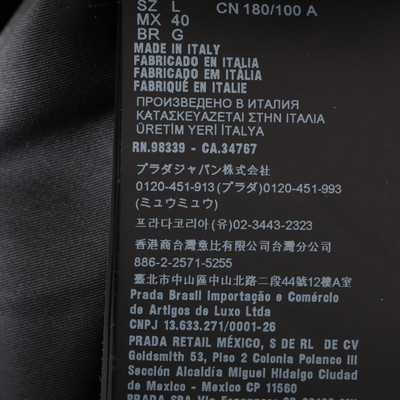 SZ L CN 180/100 A
MX 40
BR G
MADE IN ITALY
FABRICADO EN ITALIA
FABRICADO EM ITÀLIA
FABRIQUÉ EN ITALIE
ПРОИЗВЕДЕНО В ИТАЛИЯ
ΚΑΤΑΣΚΕΥΑΖΕΤΑΙ ΣΤΗΝ ΙΤΑΛΙΑ
ÜRETİM YERİ İTALYA
RN.98339 - CA.34767
プラダジャパン株式会社
0120-451-913 (プラダ)0120-451-993
(ミュウミュウ)
프라다코리아 (유) 02-3443-2323
香港商台灣意比有限公司台灣分公司
886-2-2571-5255
臺北市中山區中山北路二段44號12樓A室
Prada Brasil Importação e Comércio
de Artigos de Luxo Ltda
CNPJ 13.633.271/0001-26
PRADA RETAIL MÉXICO, S DE RL DE CV
Goldsmith 53, Piso 2 Colonia Polanco III
Sección Alcaldía Miguel Hidalgo Ciudad
de Mexico - Mexico CP 11560
PRADA SPA Via